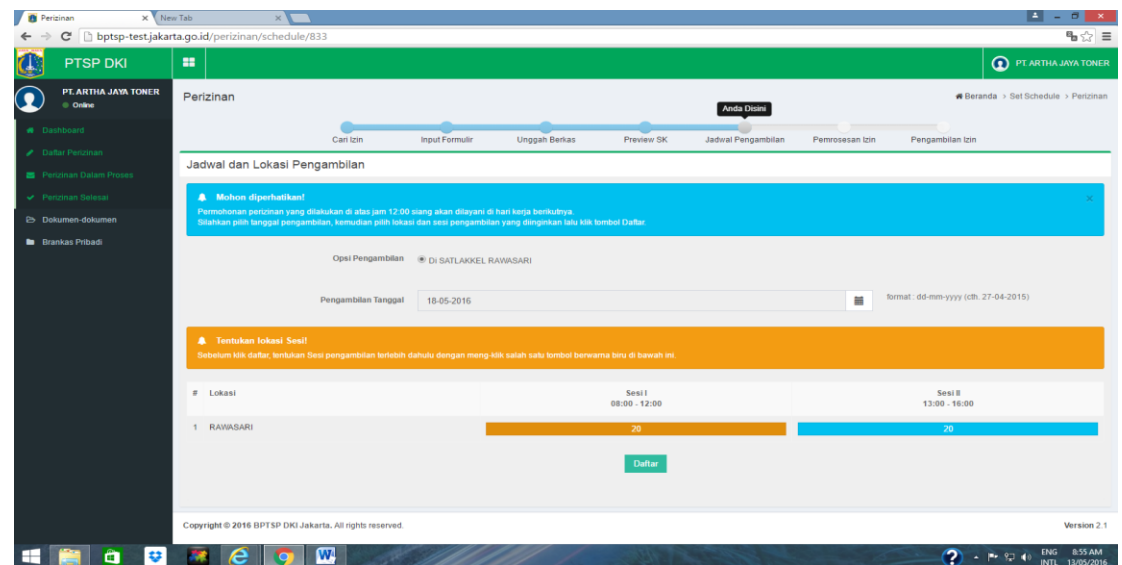 Perizinan
New Tab
bptsp-test.jakarta.go.id/perizinan/schedule/833
PTSP DKI
PT. ARTHA JAYA TONER
PT. ARTHA JAYA TONER
Online
Dashboard
Daftar Perizinan
Perizinan Dalam Proses
Perizinan Selesai
Dokumen-dokumen
Brankas Pribadi
Perizinan
Beranda > Set Schedule > Perizinan
Anda Disini
Cari Izin Input Formulir Unggah Berkas Preview SK Jadwal Pengambilan Pemrosesan Izin Pengambilan Izin
Jadwal dan Lokasi Pengambilan
Mohon diperhatikan!
Permohonan perizinan yang dilakukan di atas jam 12:00 siang akan dilayani di hari kerja berikutnya.
Silahkan pilih tanggal pengambilan, kemudian pilih lokasi dan sesi pengambilan yang diinginkan lalu klik tombol Daftar.
Opsi Pengambilan DI SATLAKKEL RAWASARI
Pengambilan Tanggal 18-05-2016 format : dd-mm-yyyy (cth. 27-04-2015)
Tentukan lokasi Sesi!
Sebelum klik daftar, tentukan Sesi pengambilan terlebih dahulu dengan meng-klik salah satu tombol berwarna biru di bawah ini.
# Lokasi Sesi I Sesi II
08:00 - 12:00 13:00 - 16:00
1 RAWASARI 20 20
Daftar
Copyright © 2016 BPTSP DKI Jakarta. All rights reserved. Version 2.1
ENG 8:55 AM
INTL 13/05/2016